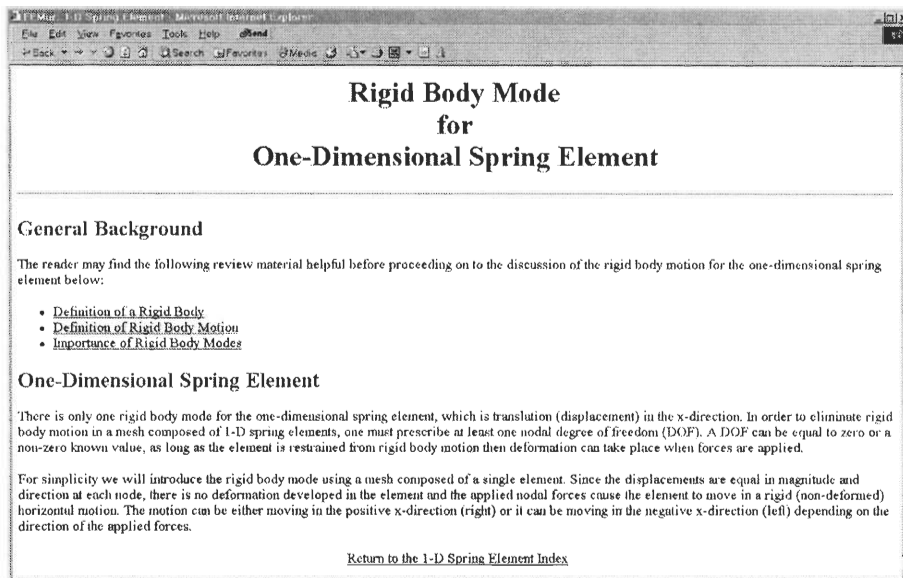 FEMur: 1-D Spring Element - Microsoft Internet Explorer
File Edit View Favorites Tools Help
Back Search Favorites Media
Rigid Body Mode
for
One-Dimensional Spring Element
General Background
The reader may find the following review material helpful before proceeding on to the discussion of the rigid body motion for the one-dimensional spring
element below:
• Definition of a Rigid Body
• Definition of Rigid Body Motion
• Importance of Rigid Body Modes
One-Dimensional Spring Element
There is only one rigid body mode for the one-dimensional spring element, which is translation (displacement) in the x-direction. In order to eliminate rigid
body motion in a mesh composed of 1-D spring elements, one must prescribe at least one nodal degree of freedom (DOF). A DOF can be equal to zero or a
non-zero known value, as long as the element is restrained from rigid body motion then deformation can take place when forces are applied.
For simplicity we will introduce the rigid body mode using a mesh composed of a single element. Since the displacements are equal in magnitude and
direction at each node, there is no deformation developed in the element and the applied nodal forces cause the element to move in a rigid (non-deformed)
horizontal motion. The motion can be either moving in the positive x-direction (right) or it can be moving in the negative x-direction (left) depending on the
direction of the applied forces.
Return to the 1-D Spring Element Index